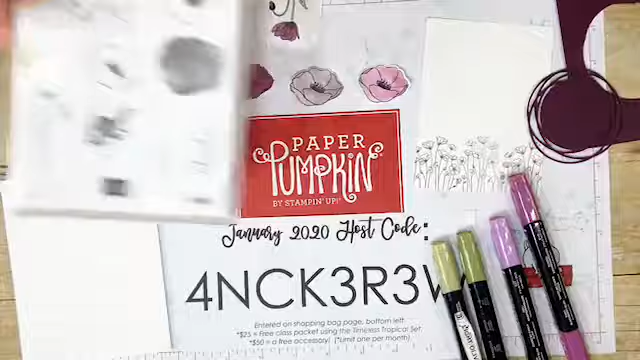 PAPER
PUMPKIN®
BY STAMPIN' UP!®
January 2020 Host Code:
4NCK3R3
Entered on shopping bag page, bottom left.
*$25 = Free class packet using the Timeless Tropical Set.
*$50 = a free accessory! (*Limit one per month)